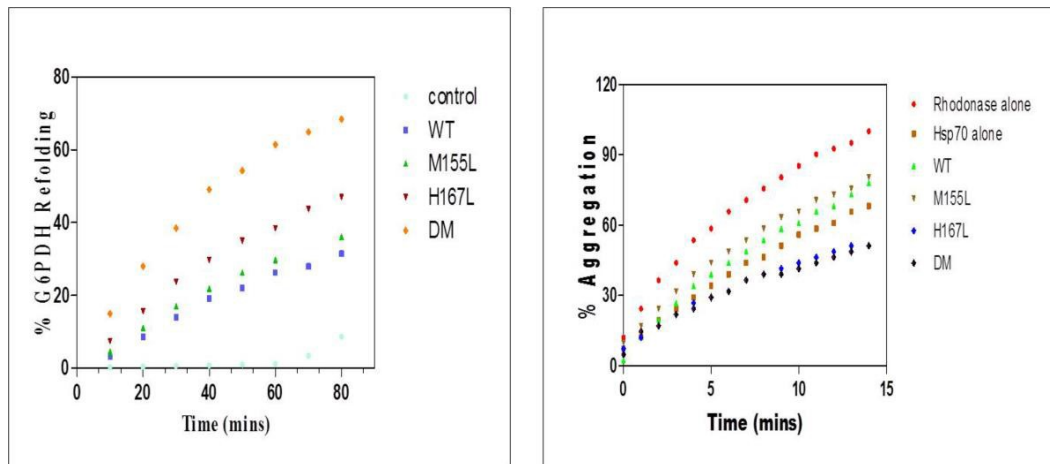 % G6PDH Refolding
80
60
40
20
0
0 20 40 60 80
Time (mins)
control
WT
M155L
H167L
DM
% Aggregation
120
90
60
30
0
0 5 10 15
Time (mins)
Rhodonase alone
Hsp70 alone
WT
M155L
H167L
DM